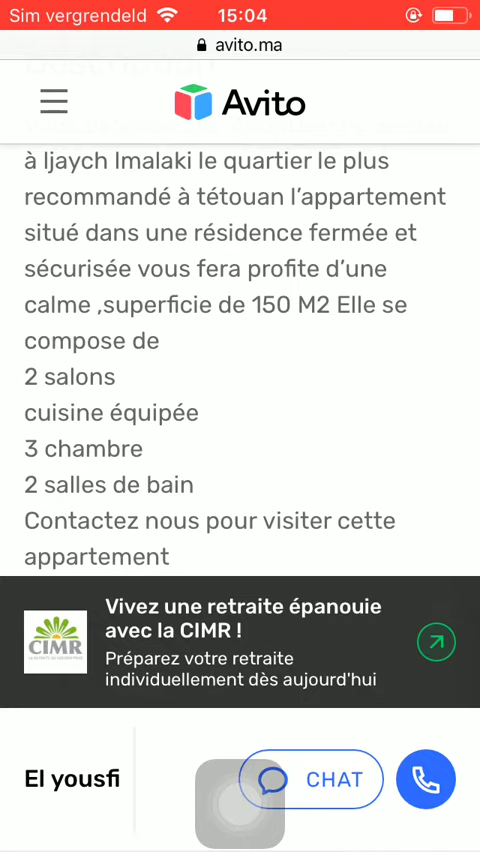 Sim vergrendeld 15:04
avito.ma
Avito
à ljaych lmalaki le quartier le plus
recommandé à tétouan l’appartement
situé dans une résidence fermée et
sécurisée vous fera profite d’une
calme ,superficie de 150 M2 Elle se
compose de
2 salons
cuisine équipée
3 chambre
2 salles de bain
Contactez nous pour visiter cette
appartement
CIMR
Vivez une retraite épanouie
avec la CIMR !
Préparez votre retraite
individuellement dès aujourd'hui
El yousfi
CHAT